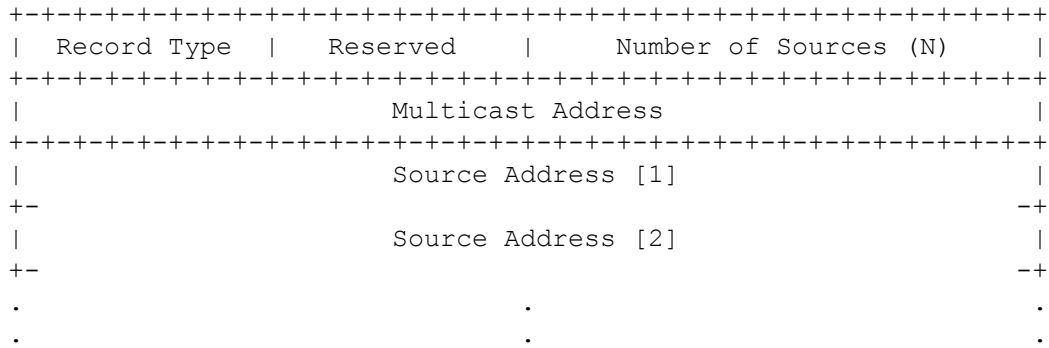 +-+-+-+-+-+-+-+-+-+-+-+-+-+-+-+-+-+-+-+-+-+-+-+-+-+-+-+-+-+-+-+-+
|  Record Type  |   Reserved    |     Number of Sources (N)     |
+-+-+-+-+-+-+-+-+-+-+-+-+-+-+-+-+-+-+-+-+-+-+-+-+-+-+-+-+-+-+-+-+
|                       Multicast Address                       |
+-+-+-+-+-+-+-+-+-+-+-+-+-+-+-+-+-+-+-+-+-+-+-+-+-+-+-+-+-+-+-+-+
|                       Source Address [1]                      |
+-                                                             -+
|                       Source Address [2]                      |
+-                                                             -+
.                               .                               .
.                               .                               .